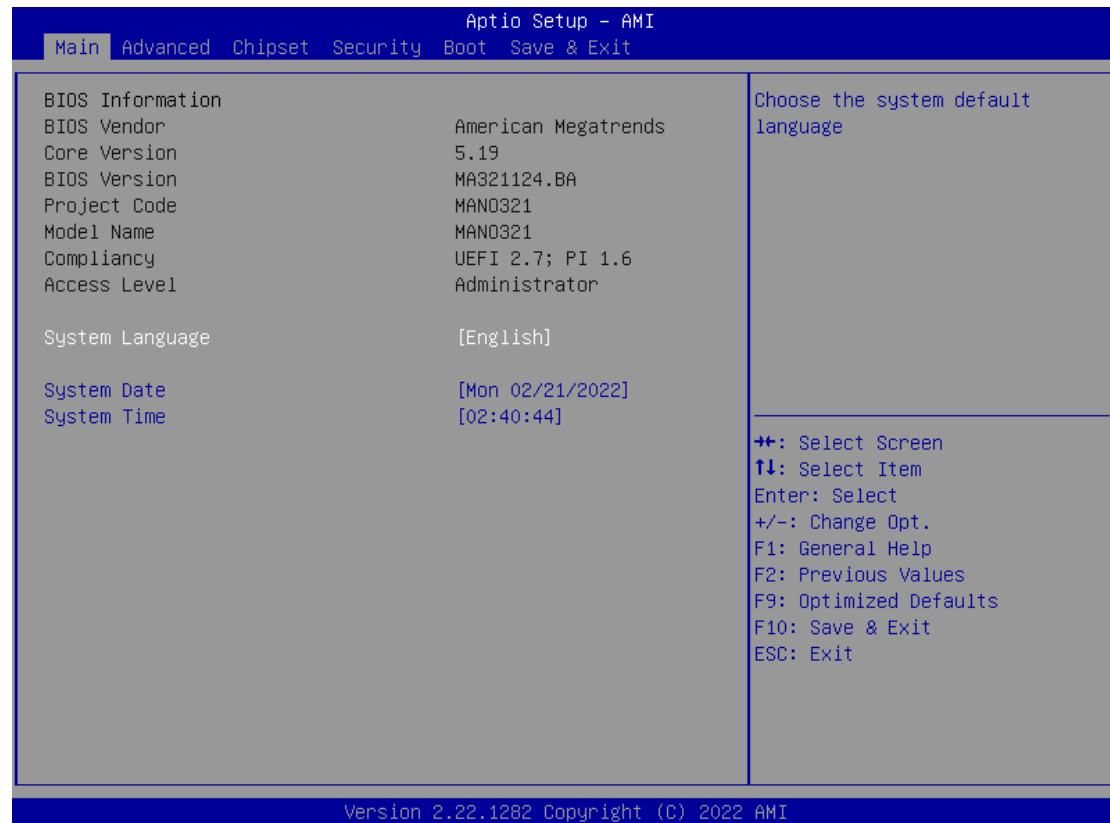 Aptio Setup – AMI
Main Advanced Chipset Security Boot Save & Exit
BIOS Information
BIOS Vendor American Megatrends
Core Version 5.19
BIOS Version MA321124.BA
Project Code MANO321
Model Name MANO321
Compliancy UEFI 2.7; PI 1.6
Access Level Administrator
System Language [English]
System Date [Mon 02/21/2022]
System Time [02:40:44]
Choose the system default
language
→←: Select Screen
↑↓: Select Item
Enter: Select
+/-: Change Opt.
F1: General Help
F2: Previous Values
F9: Optimized Defaults
F10: Save & Exit
ESC: Exit
Version 2.22.1282 Copyright (C) 2022 AMI